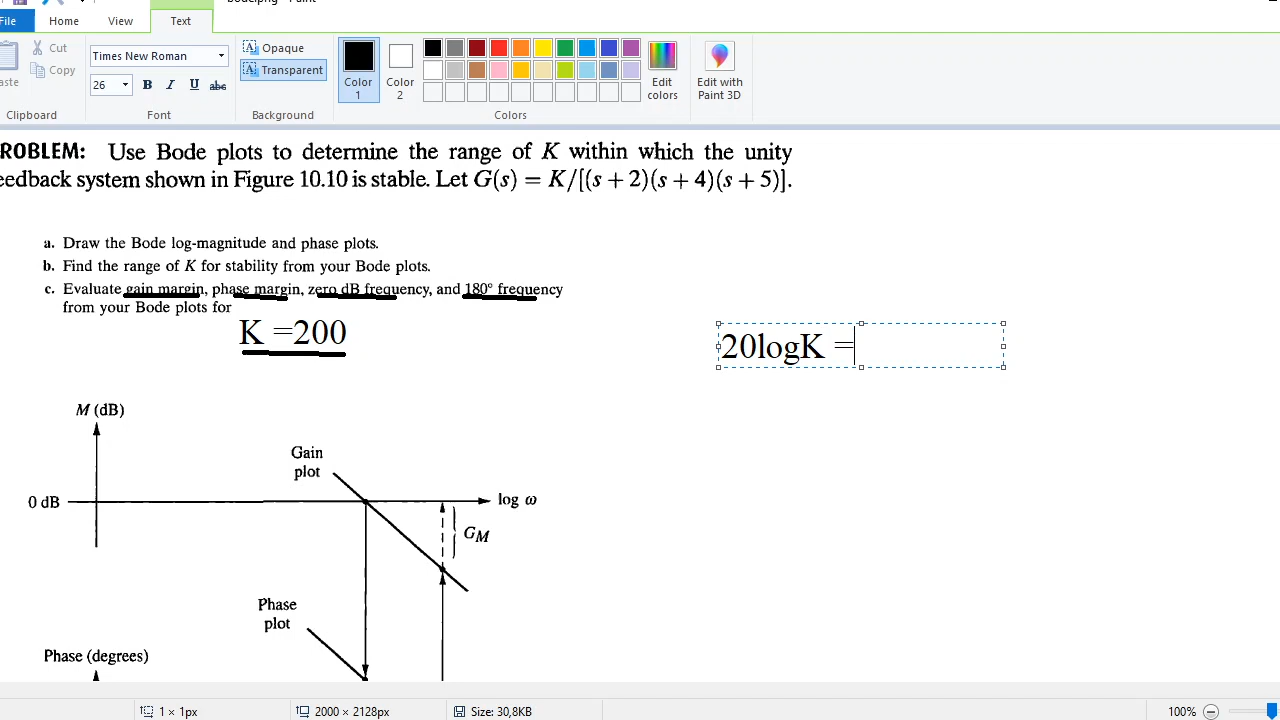 bode.png - Paint
File Home View Text
Cut
Copy
aste
Clipboard
Times New Roman
26 B I U abc
Font
Opaque
Transparent
Background
Color 1
Color 2
Edit colors
Colors
Edit with Paint 3D
ROBLEM: Use Bode plots to determine the range of K within which the unity
eedback system shown in Figure 10.10 is stable. Let G(s) = K/[(s + 2)(s + 4)(s + 5)].
a. Draw the Bode log-magnitude and phase plots.
b. Find the range of K for stability from your Bode plots.
c. Evaluate gain margin, phase margin, zero dB frequency, and 180° frequency
from your Bode plots for
K =200
20logK =
M (dB)
Gain
plot
0 dB
log ω
GM
Phase
plot
Phase (degrees)
1 × 1px
2000 × 2128px
Size: 30,8KB
100%